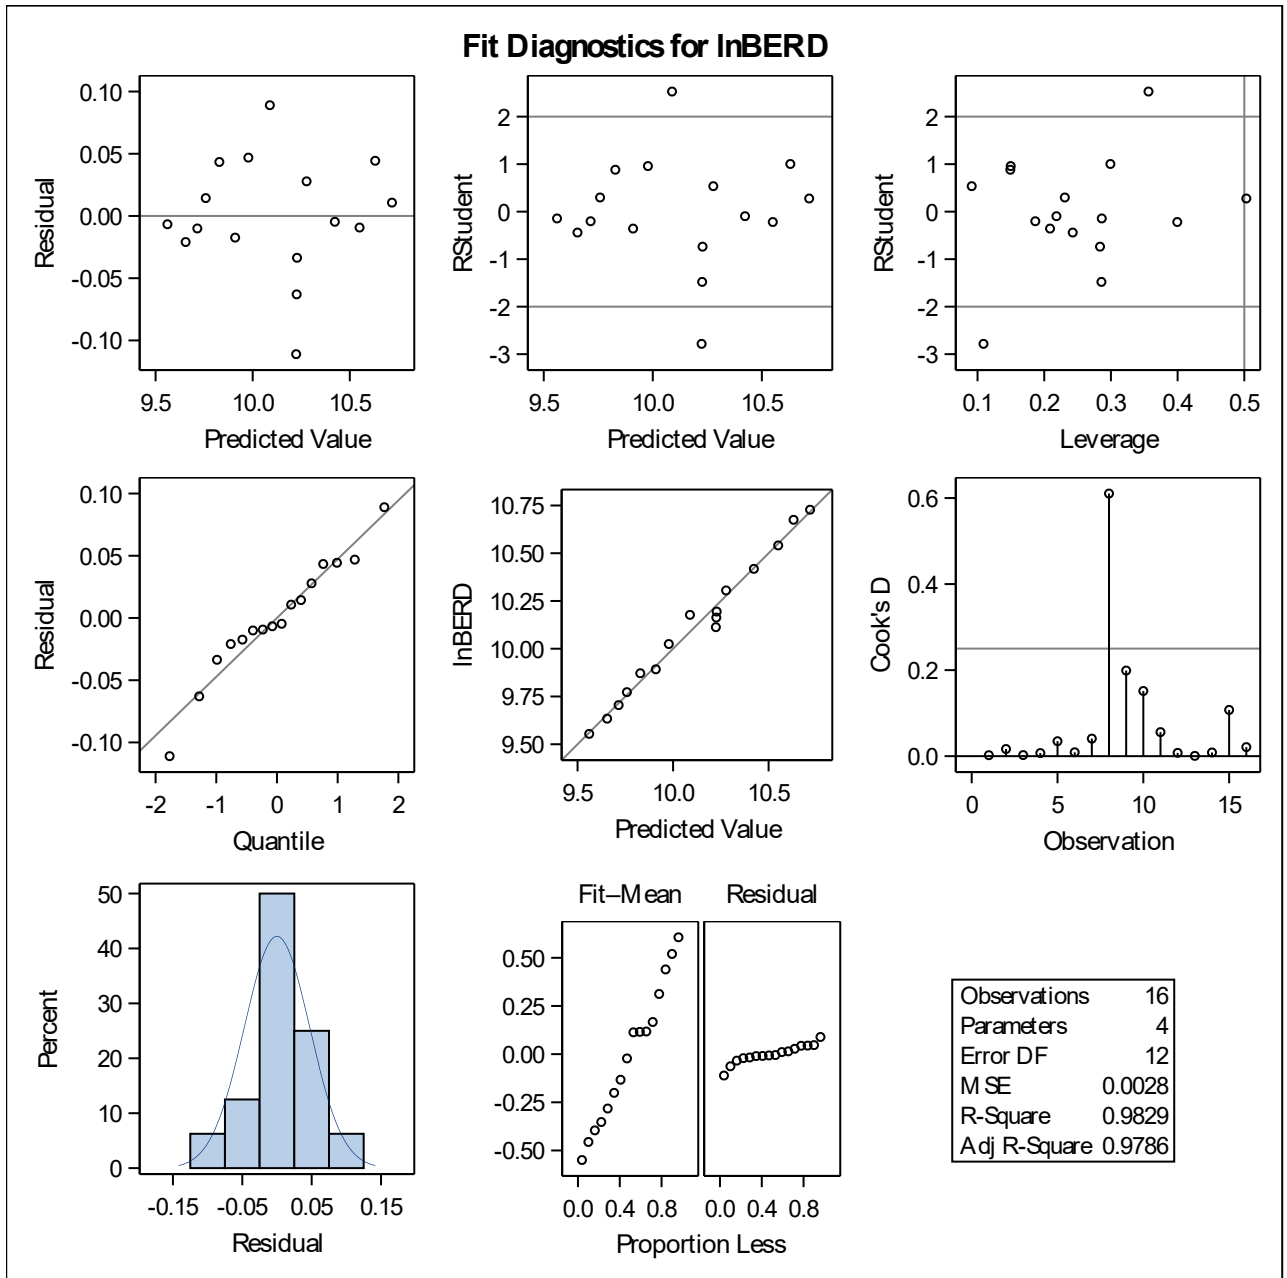 Fit Diagnostics for lnBERD
0.10
0.05
0.00
-0.05
-0.10
Residual
9.5 10.0 10.5
Predicted Value
2
1
0
-1
-2
-3
RStudent
9.5 10.0 10.5
Predicted Value
2
1
0
-1
-2
-3
RStudent
0.1 0.2 0.3 0.4 0.5
Leverage
0.10
0.05
0.00
-0.05
-0.10
Residual
-2 -1 0 1 2
Quantile
10.75
10.50
10.25
10.00
9.75
9.50
lnBERD
9.5 10.0 10.5
Predicted Value
0.6
0.4
0.2
0.0
Cook's D
0 5 10 15
Observation
50
40
30
20
10
0
Percent
-0.15 -0.05 0.05 0.15
Residual
Fit–Mean Residual
0.50
0.25
0.00
-0.25
-0.50
0.0 0.4 0.8 0.0 0.4 0.8
Proportion Less
Observations 16
Parameters 4
Error DF 12
MSE 0.0028
R-Square 0.9829
Adj R-Square 0.9786